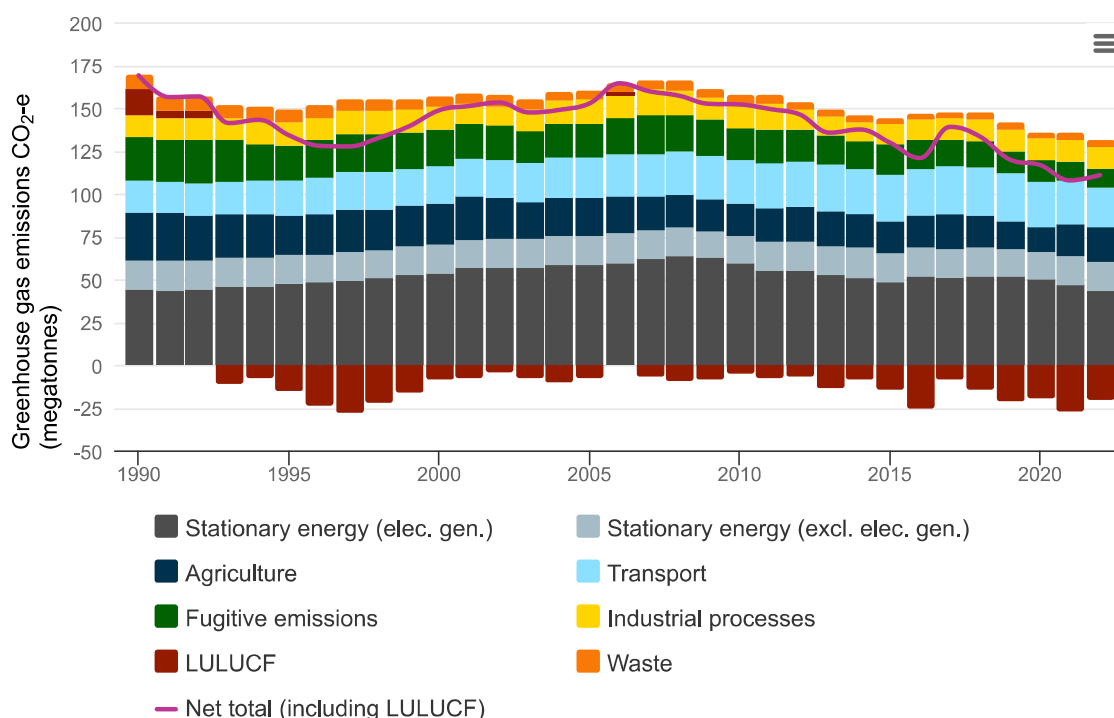 200
175
150
125
100
75
50
25
0
-25
-50
Greenhouse gas emissions CO₂-e
(megatonnes)
1990 1995 2000 2005 2010 2015 2020
Stationary energy (elec. gen.) Stationary energy (excl. elec. gen.)
Agriculture Transport
Fugitive emissions Industrial processes
LULUCF Waste
Net total (including LULUCF)